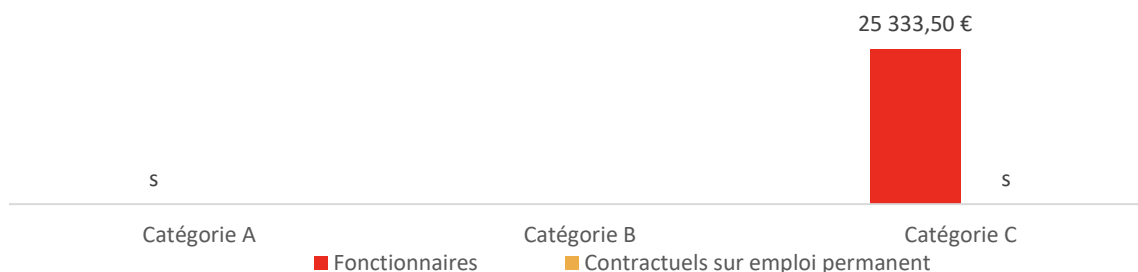 25 333,50 €
s s
Catégorie A Catégorie B Catégorie C
Fonctionnaires Contractuels sur emploi permanent